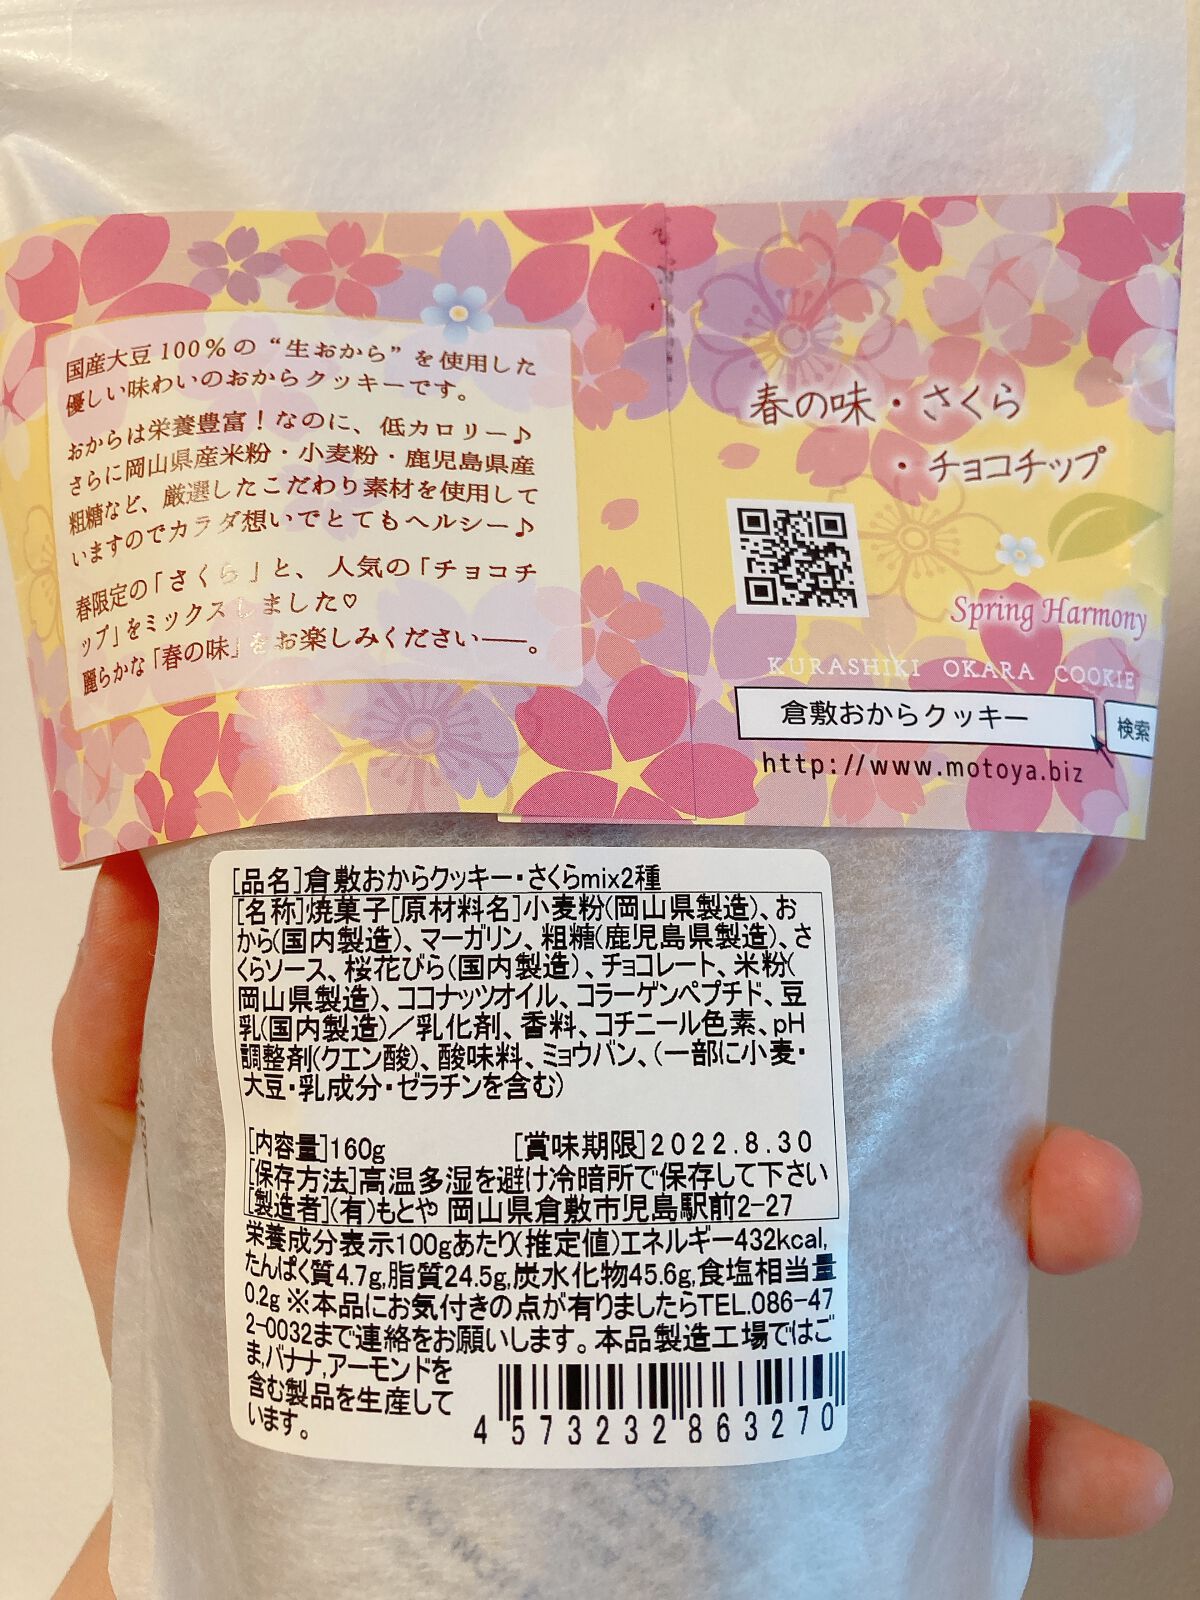 国産大豆100%の“生おから”を使用した
優しい味わいのおからクッキーです。
おからは栄養豊富！なのに、低カロリー♪
さらに岡山県産米粉・小麦粉・鹿児島県産
粗糖など、厳選したこだわり素材を使用して
いますのでカラダ想いでとてもヘルシー♪
春限定の「さくら」と、人気の「チョコチ
ップ」をミックスしました♡
麗らかな「春の味」をお楽しみください──。
春の味・さくら
・チョコチップ
Spring Harmony
KURASHIKI OKARA COOKIE
倉敷おからクッキー
検索
http://www.motoya.biz
[品名]倉敷おからクッキー・さくらmix2種
[名称]焼菓子[原材料名]小麦粉(岡山県製造)、お
から(国内製造)、マーガリン、粗糖(鹿児島県製造)、さ
くらソース、桜花びら(国内製造)、チョコレート、米粉(
岡山県製造)、ココナッツオイル、コラーゲンペプチド、豆
乳(国内製造)／乳化剤、香料、コチニール色素、pH
調整剤(クエン酸)、酸味料、ミョウバン、(一部に小麦・
大豆・乳成分・ゼラチンを含む)
[内容量]160g [賞味期限]2022.8.30
[保存方法]高温多湿を避け冷暗所で保存して下さい
[製造者](有)もとや 岡山県倉敷市児島駅前2-27
栄養成分表示100gあたり(推定値)エネルギー432kcal,
たんぱく質4.7g,脂質24.5g,炭水化物45.6g,食塩相当量
0.2g ※本品にお気付きの点が有りましたらTEL.086-47
2-0032まで連絡をお願いします。本品製造工場ではご
ま,バナナ,アーモンドを
含む製品を生産して
います。
4573232863270